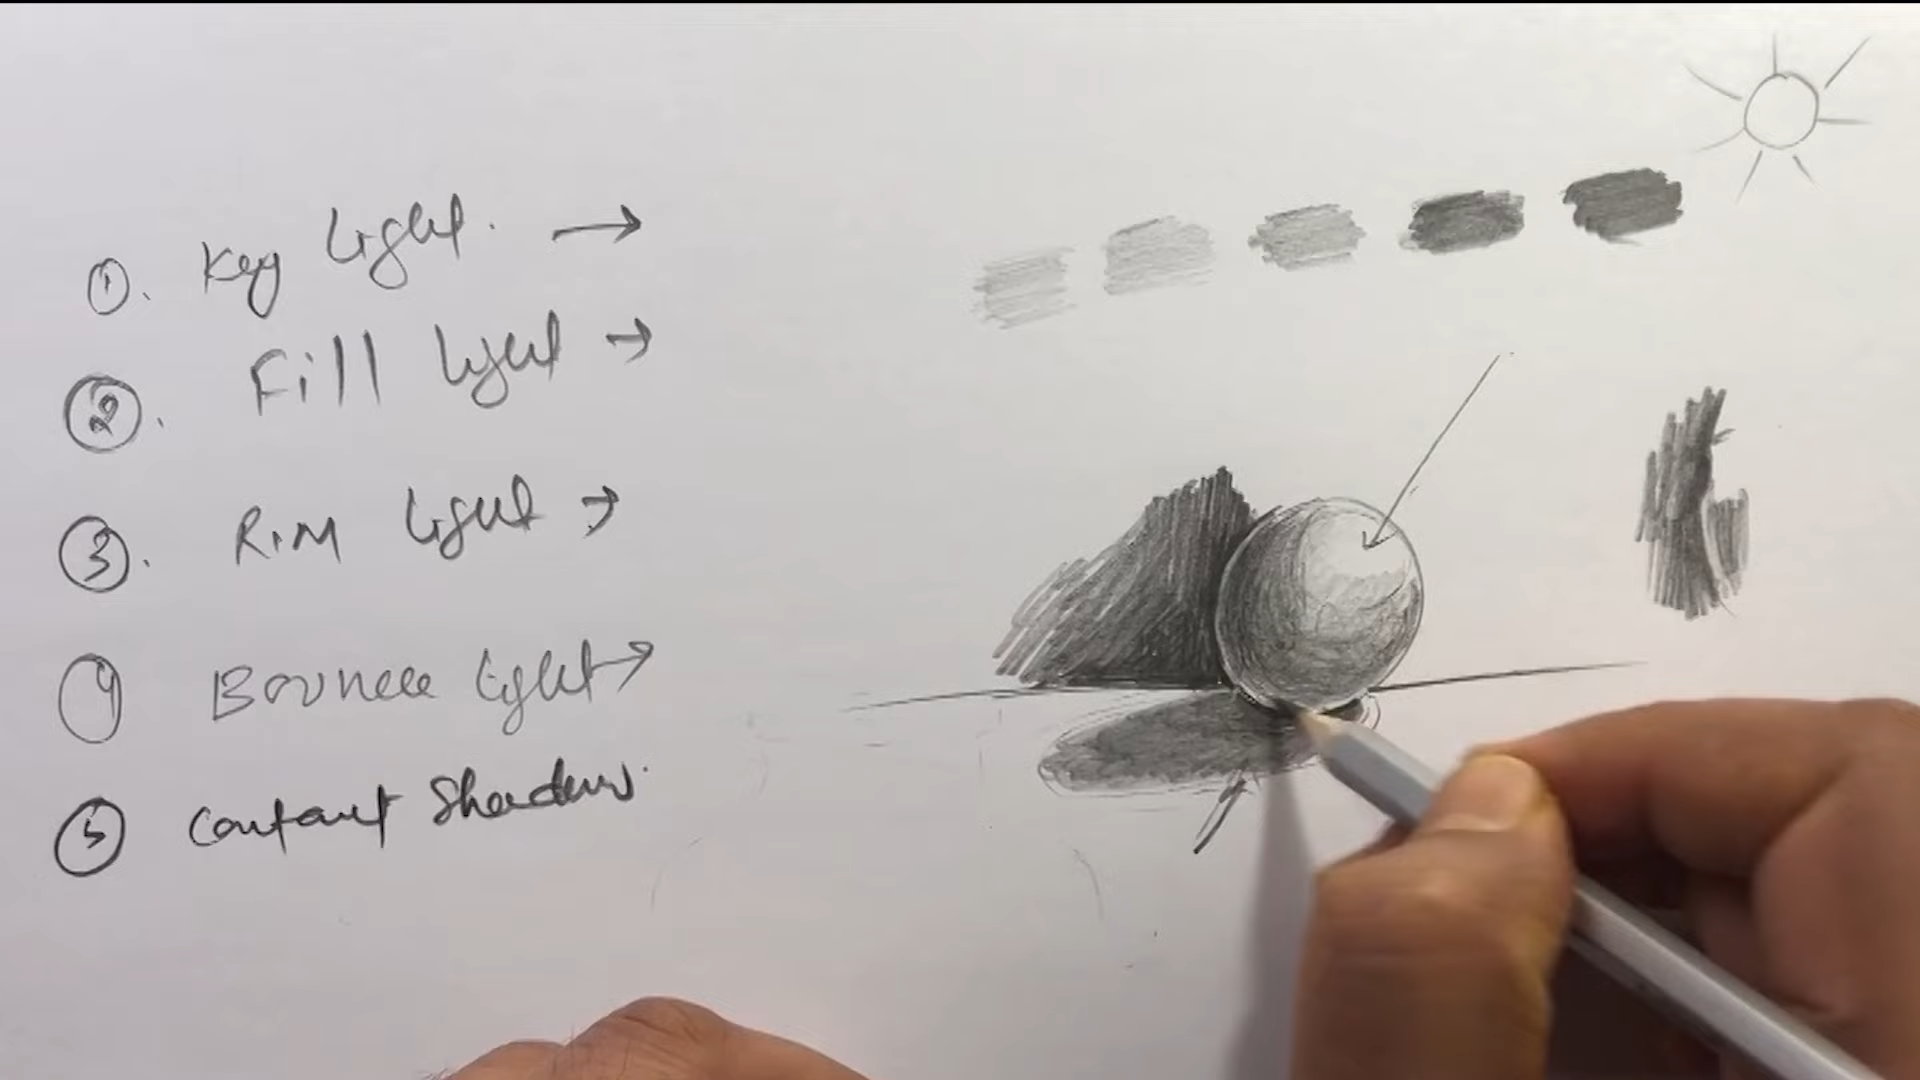 1. Key light. →
2. Fill light →
3. Rim light →
4 Bounce light →
5 Contact Shadow.